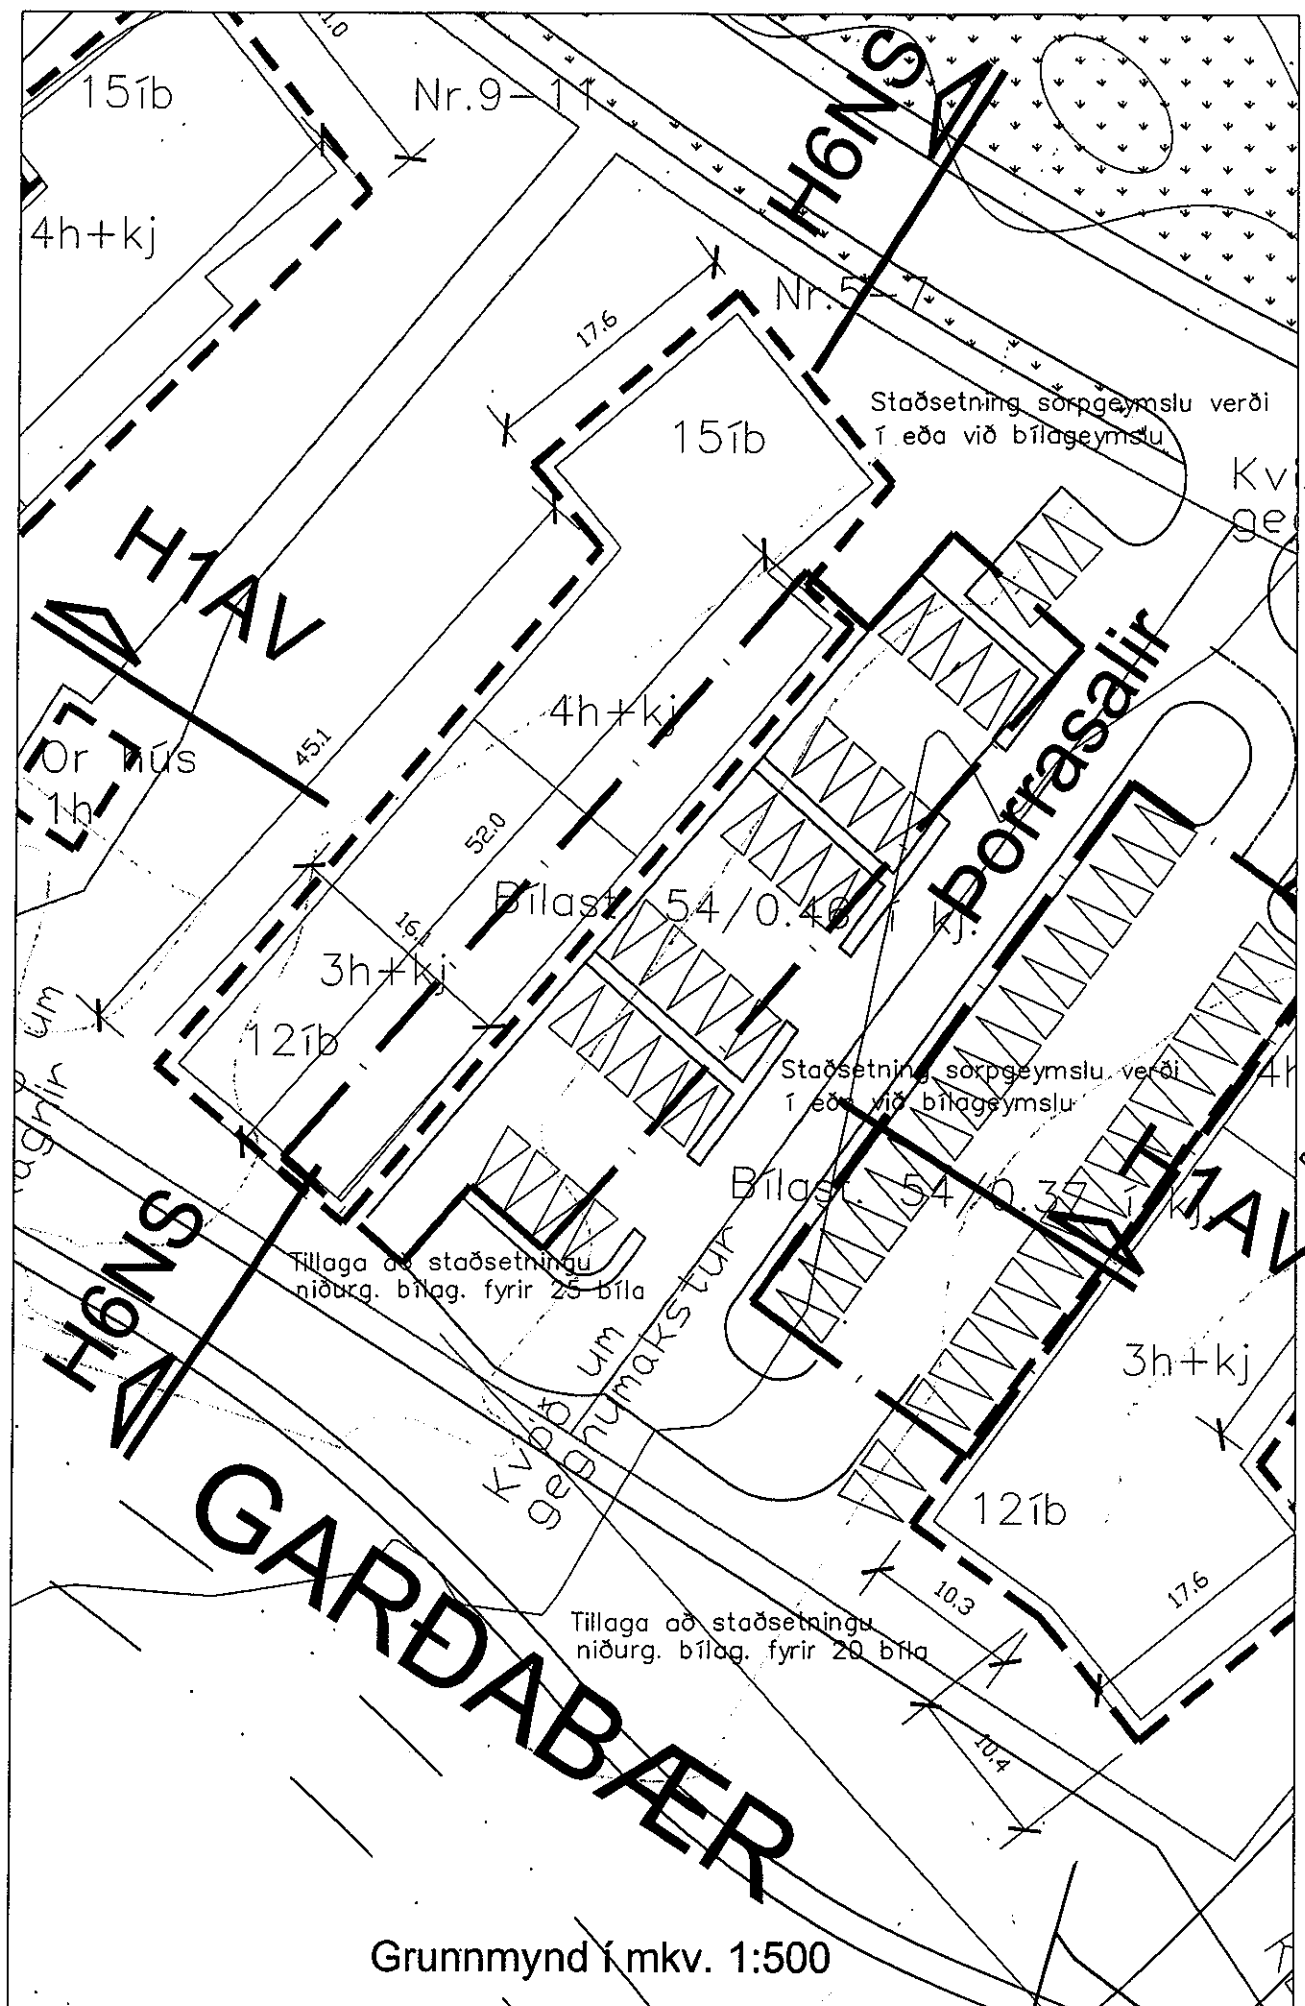 15íb
1.0
Nr.9-11
H6NS
4h+kj
17.6
Nr.5-7
Staðsetning sorpgeymslu verði
í eða við bílageymslu
15íb
H1AV
4h+kj
Þorrasalir
hús
1h
45.1
52.0
Bílast. 54/0.46 í kj.
16.1
3h+kj
12íb
um
Staðsetning sorpgeymslu verði
í eða við bílageymslu
4h
H1AV
Bílast. 54/0.37 í kj.
H6NS
Tillaga að staðsetningu
niðurg. bílag. fyrir 25 bíla
Kvöð um
gegnumakstur
3h+kj
12íb
GARÐABÆR
10.3
17.6
Tillaga að staðsetningu
niðurg. bílag. fyrir 20 bíla
10.4
Grunnmynd í mkv. 1:500